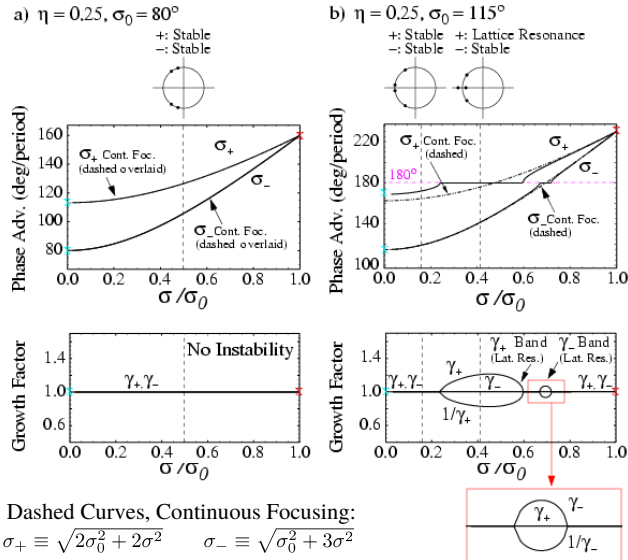 a) η = 0.25, σ₀ = 80°
+: Stable
−: Stable
Phase Adv. (deg/period)
160
140
120
100
80
σ₊ Cont. Foc.
(dashed overlaid)
σ₊
σ₋
σ₋ Cont. Foc.
(dashed overlaid)
0.0 0.2 0.4 0.6 0.8 1.0
σ/σ₀
Growth Factor
1.4
1.0
0.6
No Instability
γ₊, γ₋
0.0 0.2 0.4 0.6 0.8 1.0
σ/σ₀
b) η = 0.25, σ₀ = 115°
+: Stable +: Lattice Resonance
−: Stable −: Stable
Phase Adv. (deg/period)
220
180
140
100
180°
σ₊ Cont. Foc.
(dashed)
σ₊
σ₋
σ₋ Cont. Foc.
(dashed)
0.0 0.2 0.4 0.6 0.8 1.0
σ/σ₀
Growth Factor
1.4
1.0
0.6
γ₊ Band
(Lat. Res.)
γ₋ Band
(Lat. Res.)
γ₊, γ₋
γ₊
γ₋
1/γ₊
γ₊, γ₋
0.0 0.2 0.4 0.6 0.8 1.0
σ/σ₀
γ₊
γ₋
1/γ₋
Dashed Curves, Continuous Focusing:
σ₊ ≡ √(2σ₀² + 2σ²) σ₋ ≡ √(σ₀² + 3σ²)